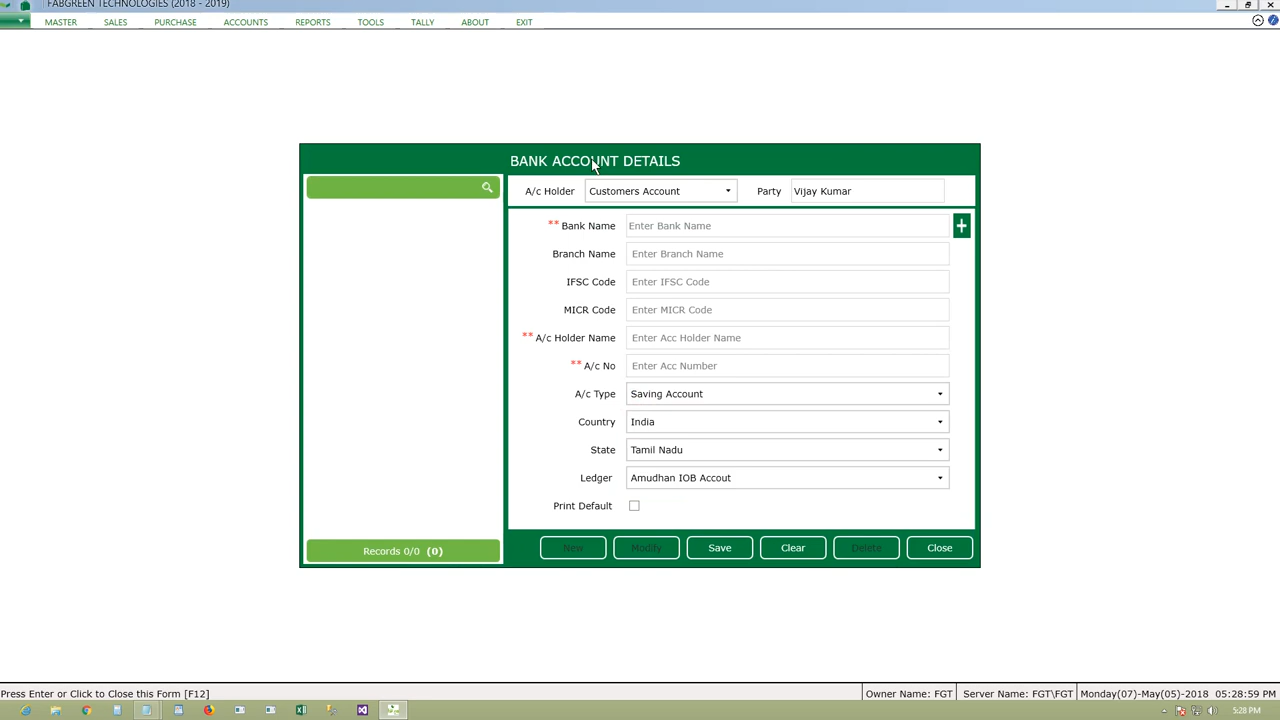 FABGREEN TECHNOLOGIES (2018 - 2019)
MASTER SALES PURCHASE ACCOUNTS REPORTS TOOLS TALLY ABOUT EXIT
BANK ACCOUNT DETAILS
A/c Holder Customers Account Party Vijay Kumar
** Bank Name Enter Bank Name +
Branch Name Enter Branch Name
IFSC Code Enter IFSC Code
MICR Code Enter MICR Code
** A/c Holder Name Enter Acc Holder Name
** A/c No Enter Acc Number
A/c Type Saving Account
Country India
State Tamil Nadu
Ledger Amudhan IOB Accout
Print Default
Records 0/0 (0) New Modify Save Clear Delete Close
Press Enter or Click to Close this Form [F12] Owner Name: FGT Server Name: FGT\FGT Monday(07)-May(05)-2018 05:28:59 PM
5:28 PM